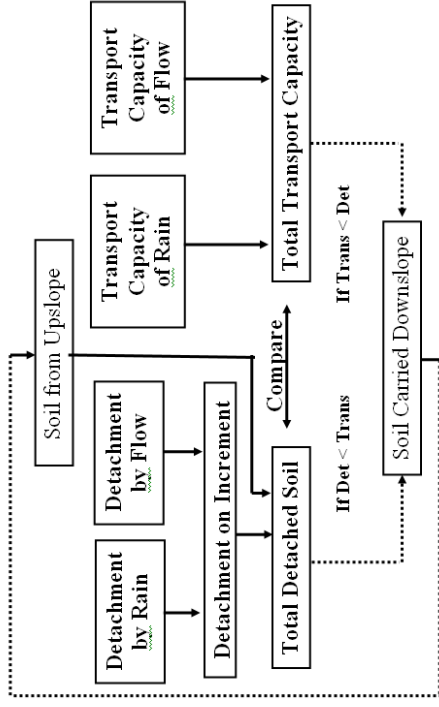 Soil from Upslope
Detachment
by Rain
Detachment
by Flow
Transport
Capacity
of Rain
Transport
Capacity
of Flow
Detachment on Increment
Total Detached Soil
Compare
Total Transport Capacity
If Det < Trans
If Trans < Det
Soil Carried Downslope